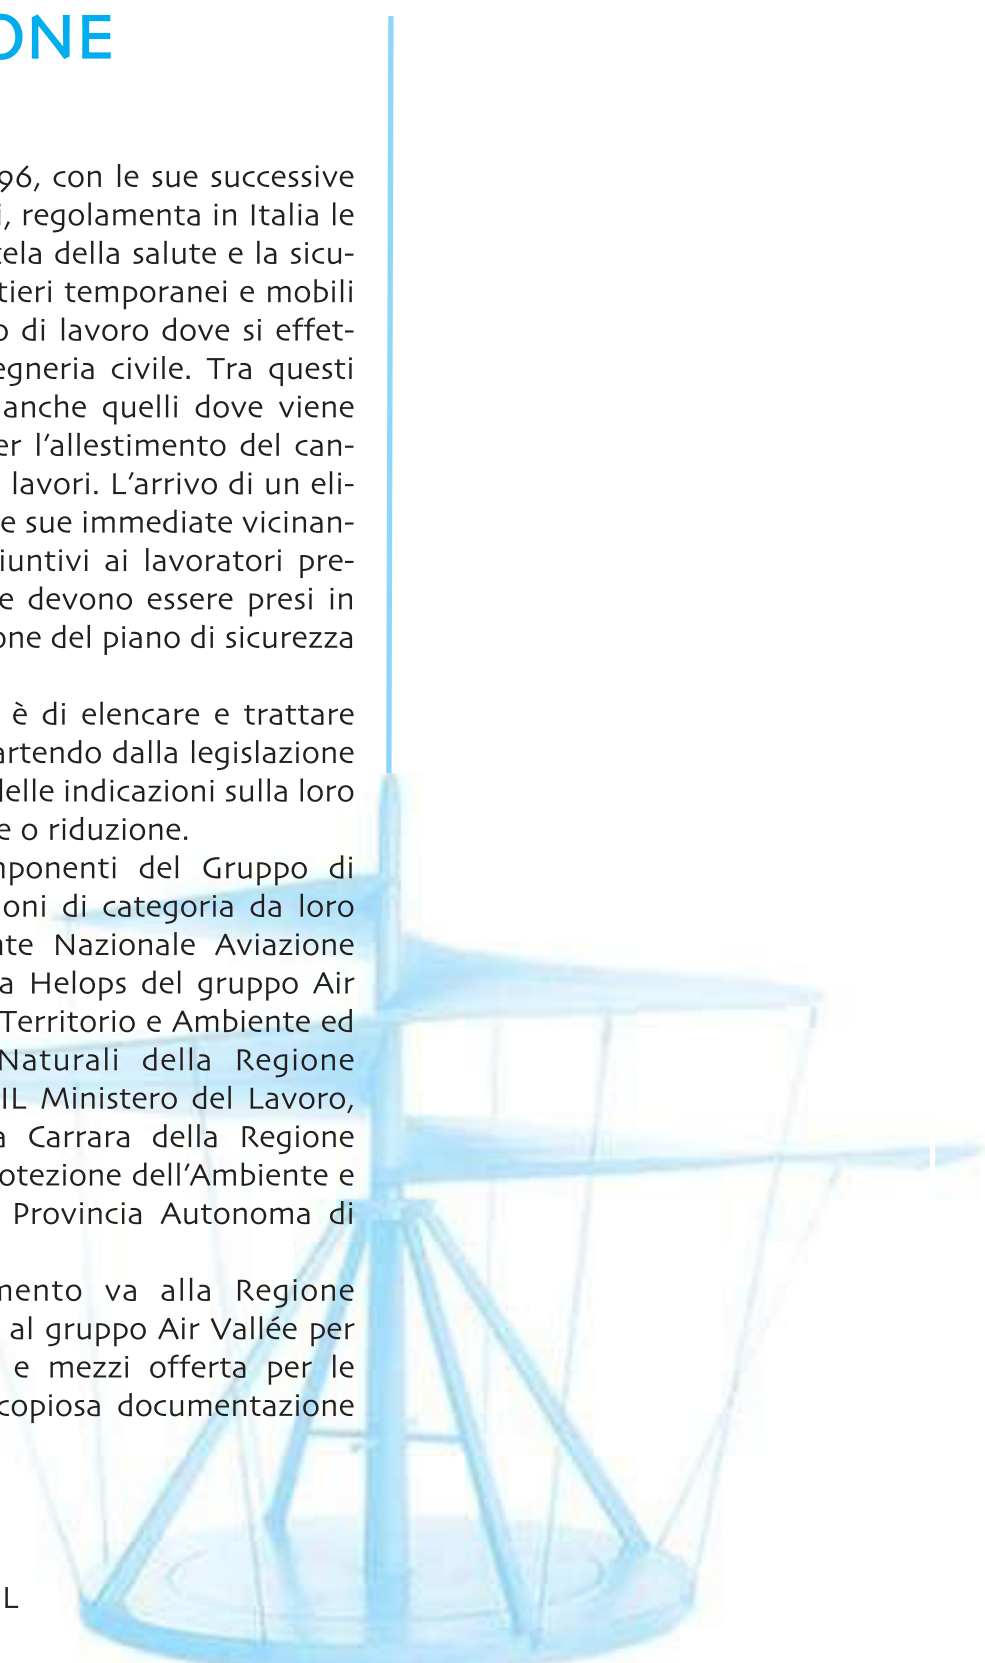 ONE
96, con le sue successive
i, regolamenta in Italia le
tela della salute e la sicu-
tieri temporanei e mobili
o di lavoro dove si effet-
egneria civile. Tra questi
anche quelli dove viene
er l'allestimento del can-
lavori. L'arrivo di un eli-
e sue immediate vicinan-
iuntivi ai lavoratori pre-
e devono essere presi in
one del piano di sicurezza
è di elencare e trattare
artendo dalla legislazione
delle indicazioni sulla loro
e o riduzione.
mponenti del Gruppo di
ioni di categoria da loro
nte Nazionale Aviazione
a Helops del gruppo Air
Territorio e Ambiente ed
Naturali della Regione
IL Ministero del Lavoro,
a Carrara della Regione
otezione dell'Ambiente e
Provincia Autonoma di
mento va alla Regione
al gruppo Air Vallée per
e mezzi offerta per le
copiosa documentazione
L